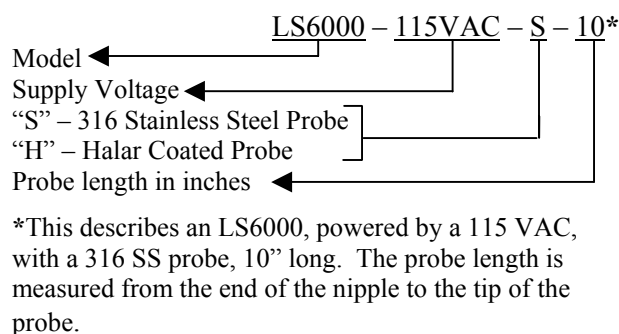 LS6000 – 115VAC – S – 10*
Model
Supply Voltage
“S” – 316 Stainless Steel Probe
“H” – Halar Coated Probe
Probe length in inches
*This describes an LS6000, powered by a 115 VAC,
with a 316 SS probe, 10” long.  The probe length is
measured from the end of the nipple to the tip of the
probe.